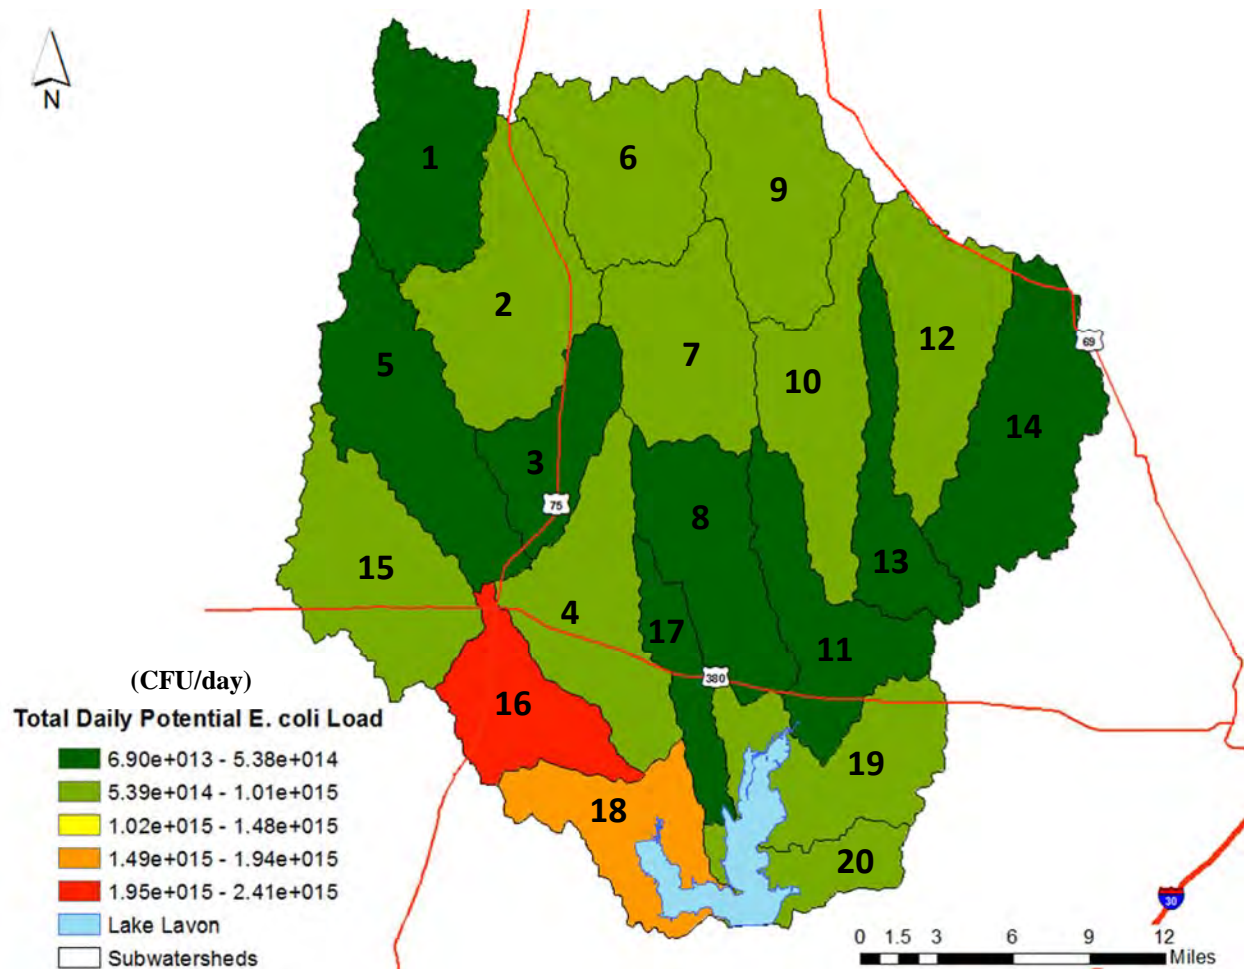 N
1
6
9
2
12
7
5
10
69
14
3
75
8
13
15
4
17
11
380
16
19
18
20
30
(CFU/day)
Total Daily Potential E. coli Load
6.90e+013 - 5.38e+014
5.39e+014 - 1.01e+015
1.02e+015 - 1.48e+015
1.49e+015 - 1.94e+015
1.95e+015 - 2.41e+015
Lake Lavon
Subwatersheds
0 1.5 3 6 9 12
Miles